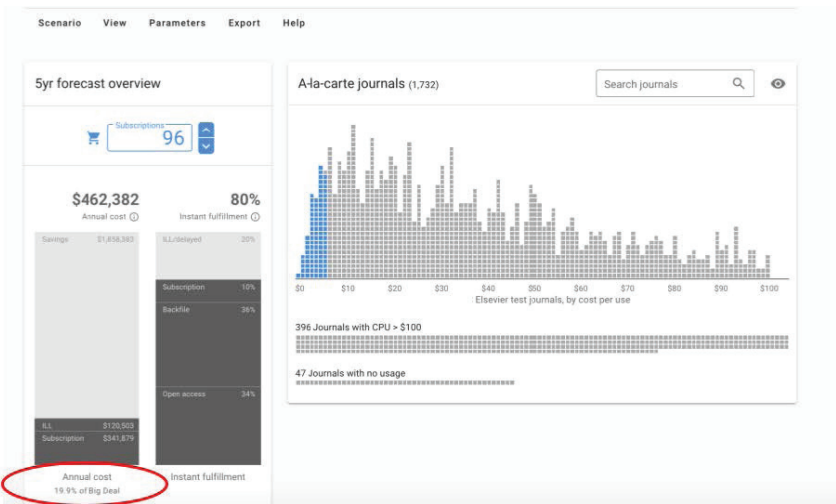 Scenario View Parameters Export Help
5yr forecast overview
Subscriptions
96
$462,382
Annual cost
80%
Instant fulfillment
Savings $1,858,383
ILL $120,503
Subscription $341,879
ILL/delayed 20%
Subscription 10%
Backfile 36%
Open access 34%
Annual cost
19.9% of Big Deal
Instant fulfillment
A-la-carte journals (1,732)
Search journals
$0 $10 $20 $30 $40 $50 $60 $70 $80 $90 $100
Elsevier test journals, by cost per use
396 Journals with CPU > $100
47 Journals with no usage